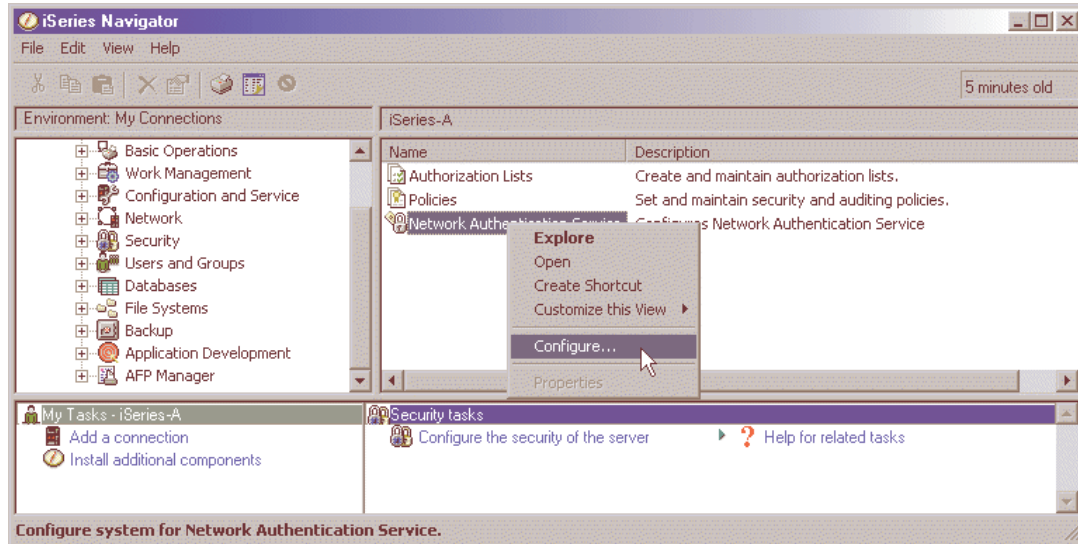 iSeries Navigator
File Edit View Help
5 minutes old
Environment: My Connections
iSeries-A
Basic Operations
Work Management
Configuration and Service
Network
Security
Users and Groups
Databases
File Systems
Backup
Application Development
AFP Manager
Name Description
Authorization Lists Create and maintain authorization lists.
Policies Set and maintain security and auditing policies.
Network Authentication Service Configures Network Authentication Service
Explore
Open
Create Shortcut
Customize this View
Configure...
Properties
My Tasks - iSeries-A
Add a connection
Install additional components
Security tasks
Configure the security of the server Help for related tasks
Configure system for Network Authentication Service.